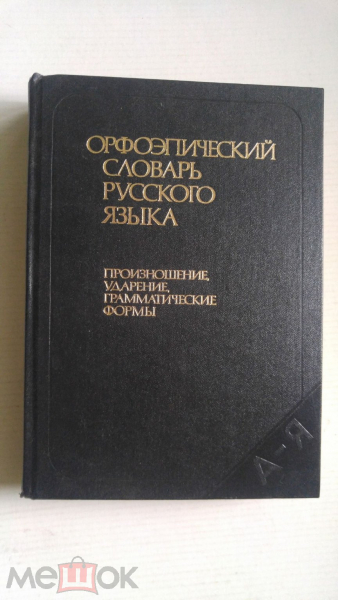 ОРФОЭПИЧЕСКИЙ
СЛОВАРЬ
РУССКОГО
ЯЗЫКА
ПРОИЗНОШЕНИЕ,
УДАРЕНИЕ,
ГРАММАТИЧЕСКИЕ
ФОРМЫ
А-Я
мешок